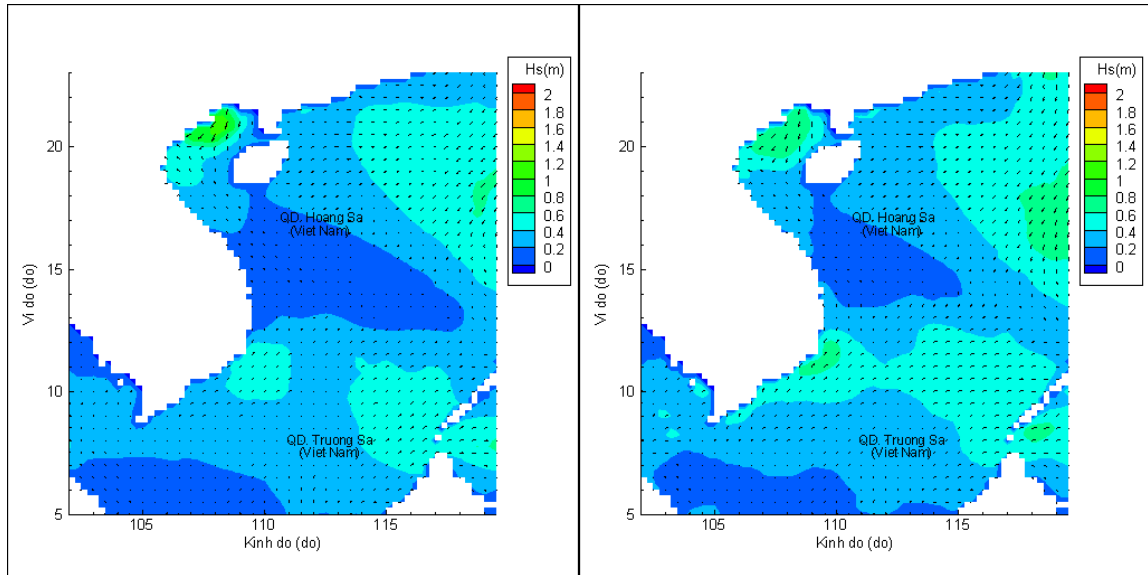 Hs(m)
2
1.8
1.6
1.4
1.2
1
0.8
0.6
0.4
0.2
0
20
15
10
5
Vi do (do)
QD. Hoang Sa
(Viet Nam)
QD. Truong Sa
(Viet Nam)
105
110
115
Kinh do (do)
Hs(m)
2
1.8
1.6
1.4
1.2
1
0.8
0.6
0.4
0.2
0
20
15
10
5
Vi do (do)
QD. Hoang Sa
(Viet Nam)
QD. Truong Sa
(Viet Nam)
105
110
115
Kinh do (do)